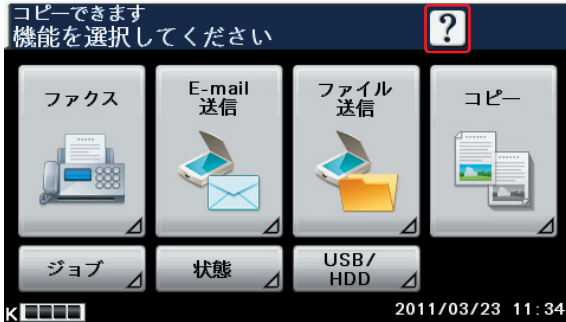 コピーできます
機能を選択してください
?
ファクス
E-mail
送信
ファイル
送信
コピー
ジョブ
状態
USB/
HDD
K
2011/03/23 11:34